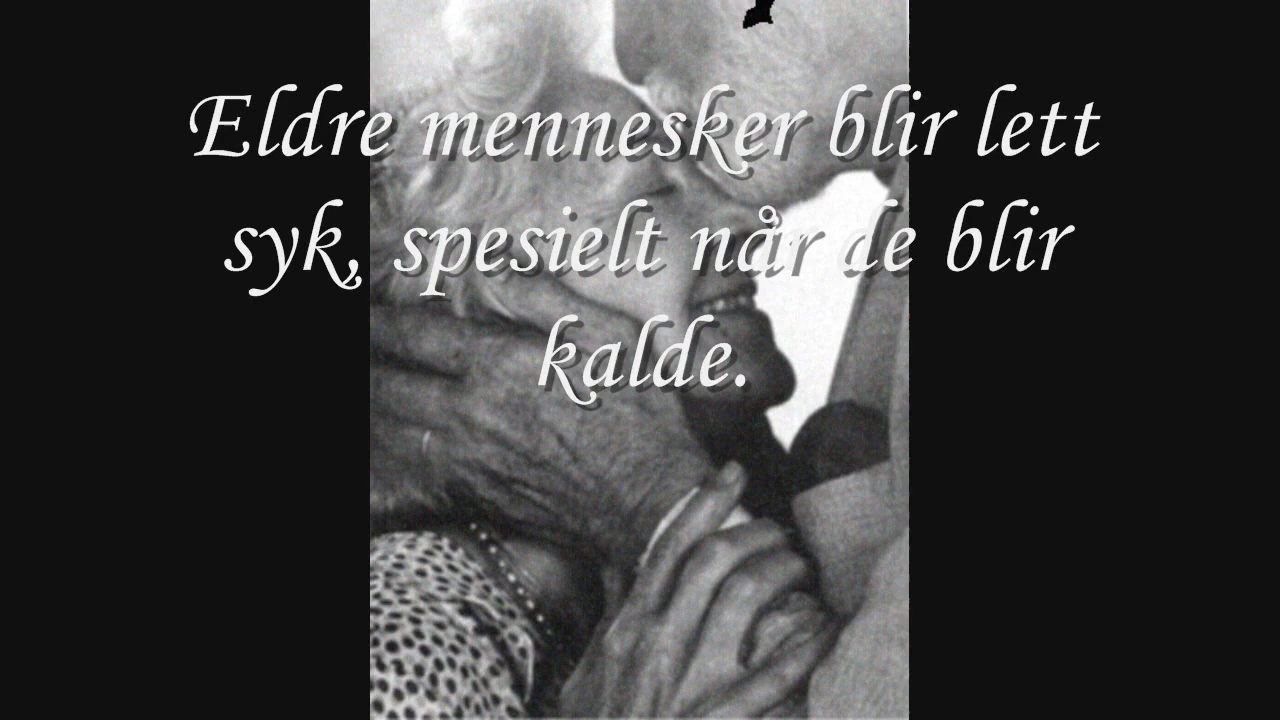 Eldre mennesker blir lett
syk, spesielt når de blir
kalde.